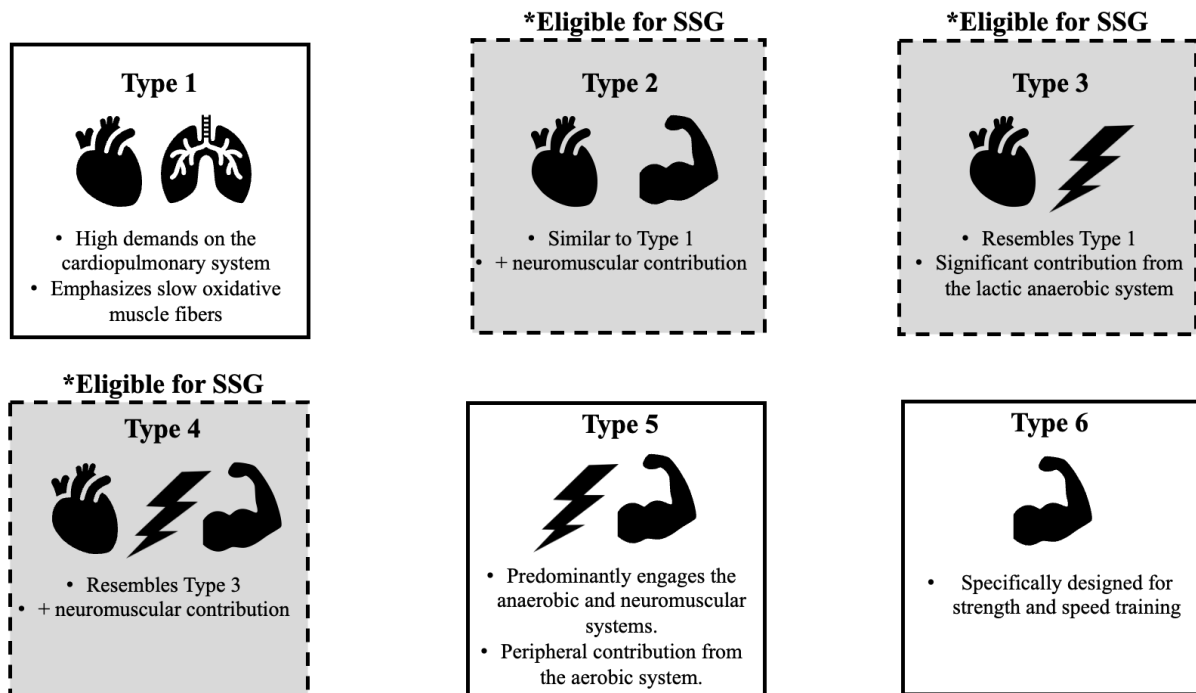 *Eligible for SSG
*Eligible for SSG
Type 1
• High demands on the
cardiopulmonary system
• Emphasizes slow oxidative
muscle fibers
Type 2
• Similar to Type 1
• + neuromuscular contribution
Type 3
• Resembles Type 1
• Significant contribution from
the lactic anaerobic system
*Eligible for SSG
Type 4
• Resembles Type 3
• + neuromuscular contribution
Type 5
• Predominantly engages the
anaerobic and neuromuscular
systems.
• Peripheral contribution from
the aerobic system.
Type 6
• Specifically designed for
strength and speed training